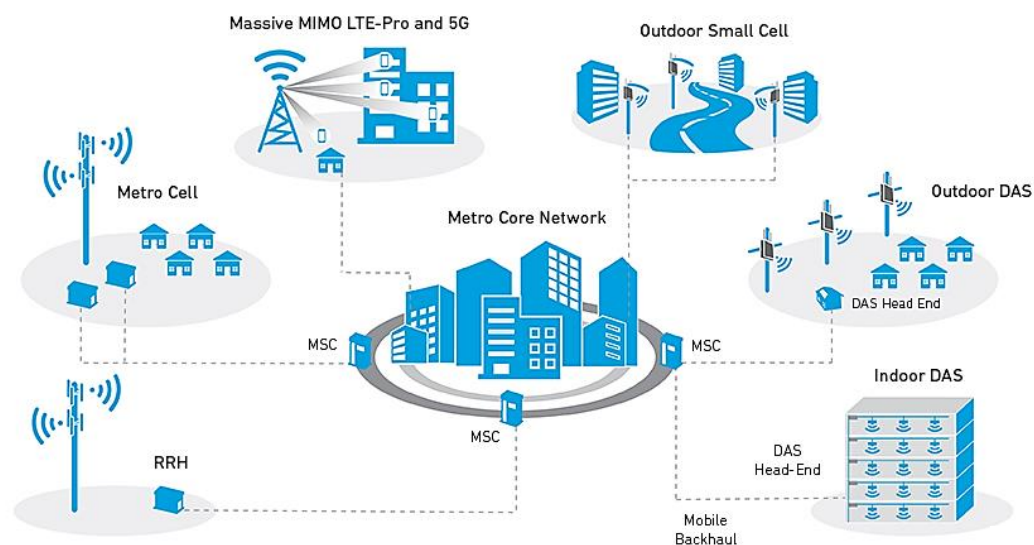 Massive MIMO LTE-Pro and 5G
Outdoor Small Cell
Metro Cell
Outdoor DAS
Metro Core Network
DAS Head End
MSC
MSC
Indoor DAS
MSC
RRH
DAS
Head-End
Mobile
Backhaul